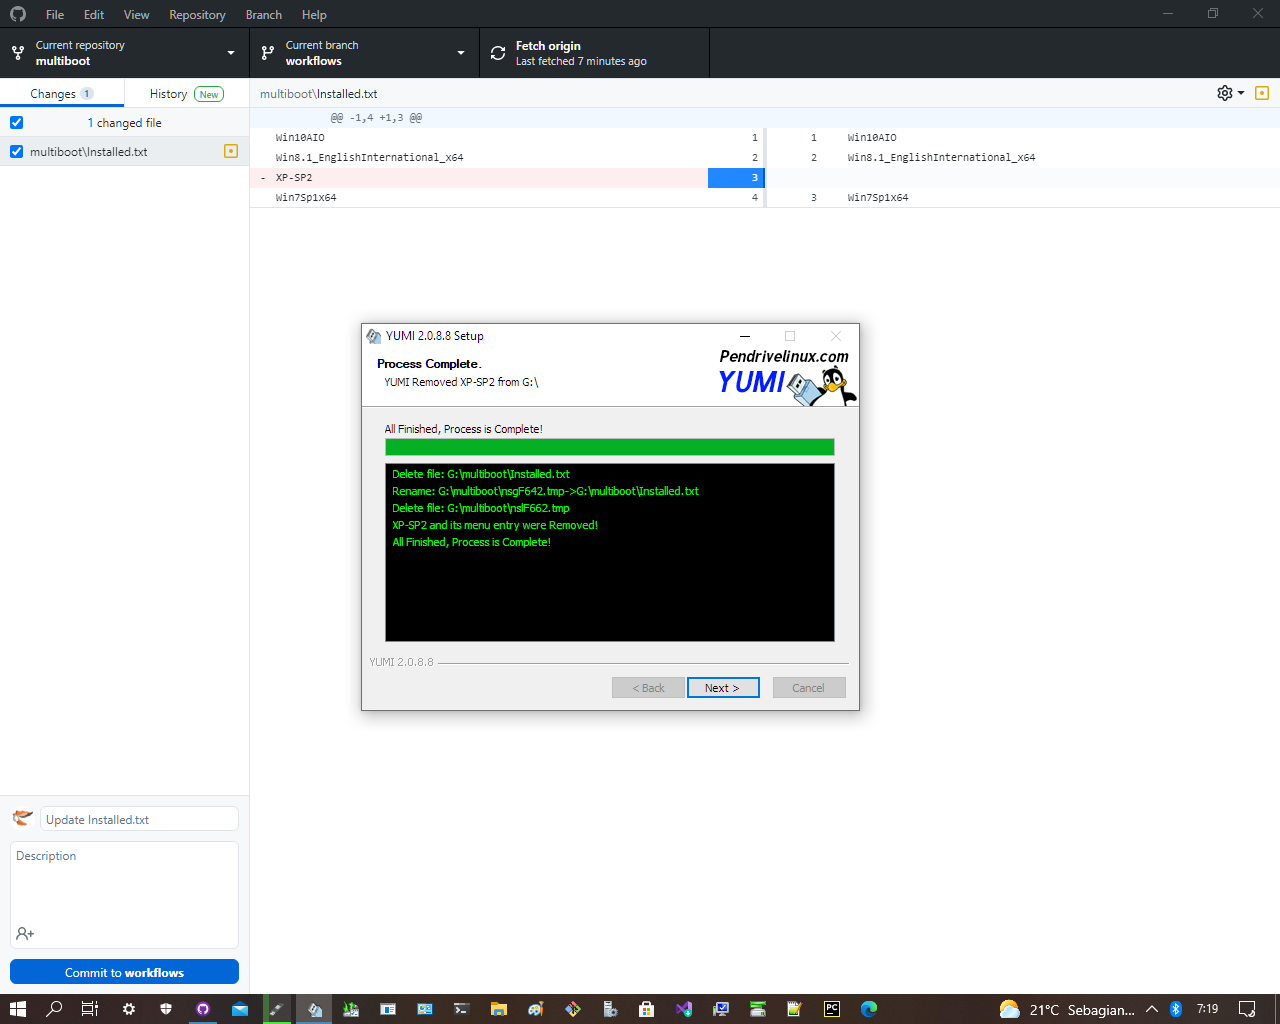 File Edit View Repository Branch Help
Current repository
multiboot
Current branch
workflows
Fetch origin
Last fetched 7 minutes ago
Changes 1
History New
multiboot\Installed.txt
1 changed file
multiboot\Installed.txt
@@ -1,4 +1,3 @@
Win10AIO 1 1 Win10AIO
Win8.1_EnglishInternational_x64 2 2 Win8.1_EnglishInternational_x64
- XP-SP2 3
Win7Sp1x64 4 3 Win7Sp1x64
YUMI 2.0.8.8 Setup
Process Complete.
YUMI Removed XP-SP2 from G:\
Pendrivelinux.com
YUMI
All Finished, Process is Complete!
Delete file: G:\multiboot\Installed.txt
Rename: G:\multiboot\nsgF642.tmp->G:\multiboot\Installed.txt
Delete file: G:\multiboot\nslF662.tmp
XP-SP2 and its menu entry were Removed!
All Finished, Process is Complete!
YUMI 2.0.8.8
< Back Next > Cancel
Update Installed.txt
Description
Commit to workflows
PC
21°C Sebagian... 7:19